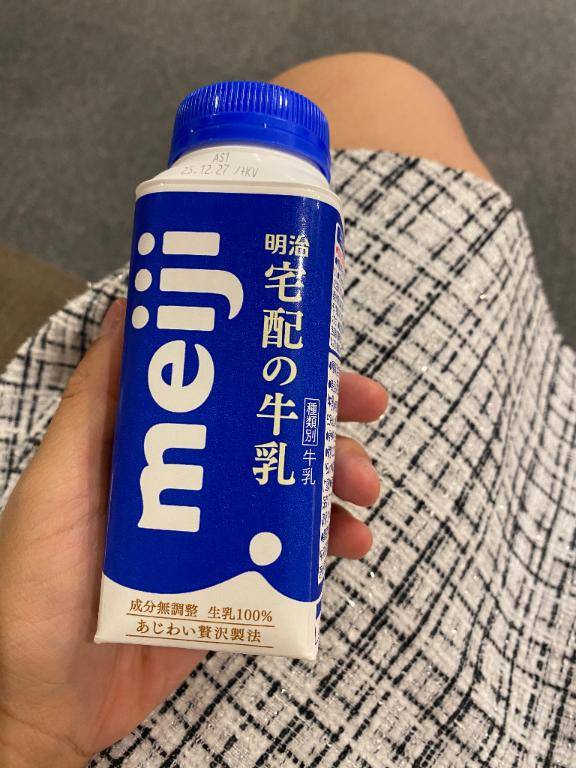 AS1
25.12.27 /+KV
meiji
明治
宅配の牛乳
種類別
牛乳
成分無調整 生乳100%
あじわい贅沢製法